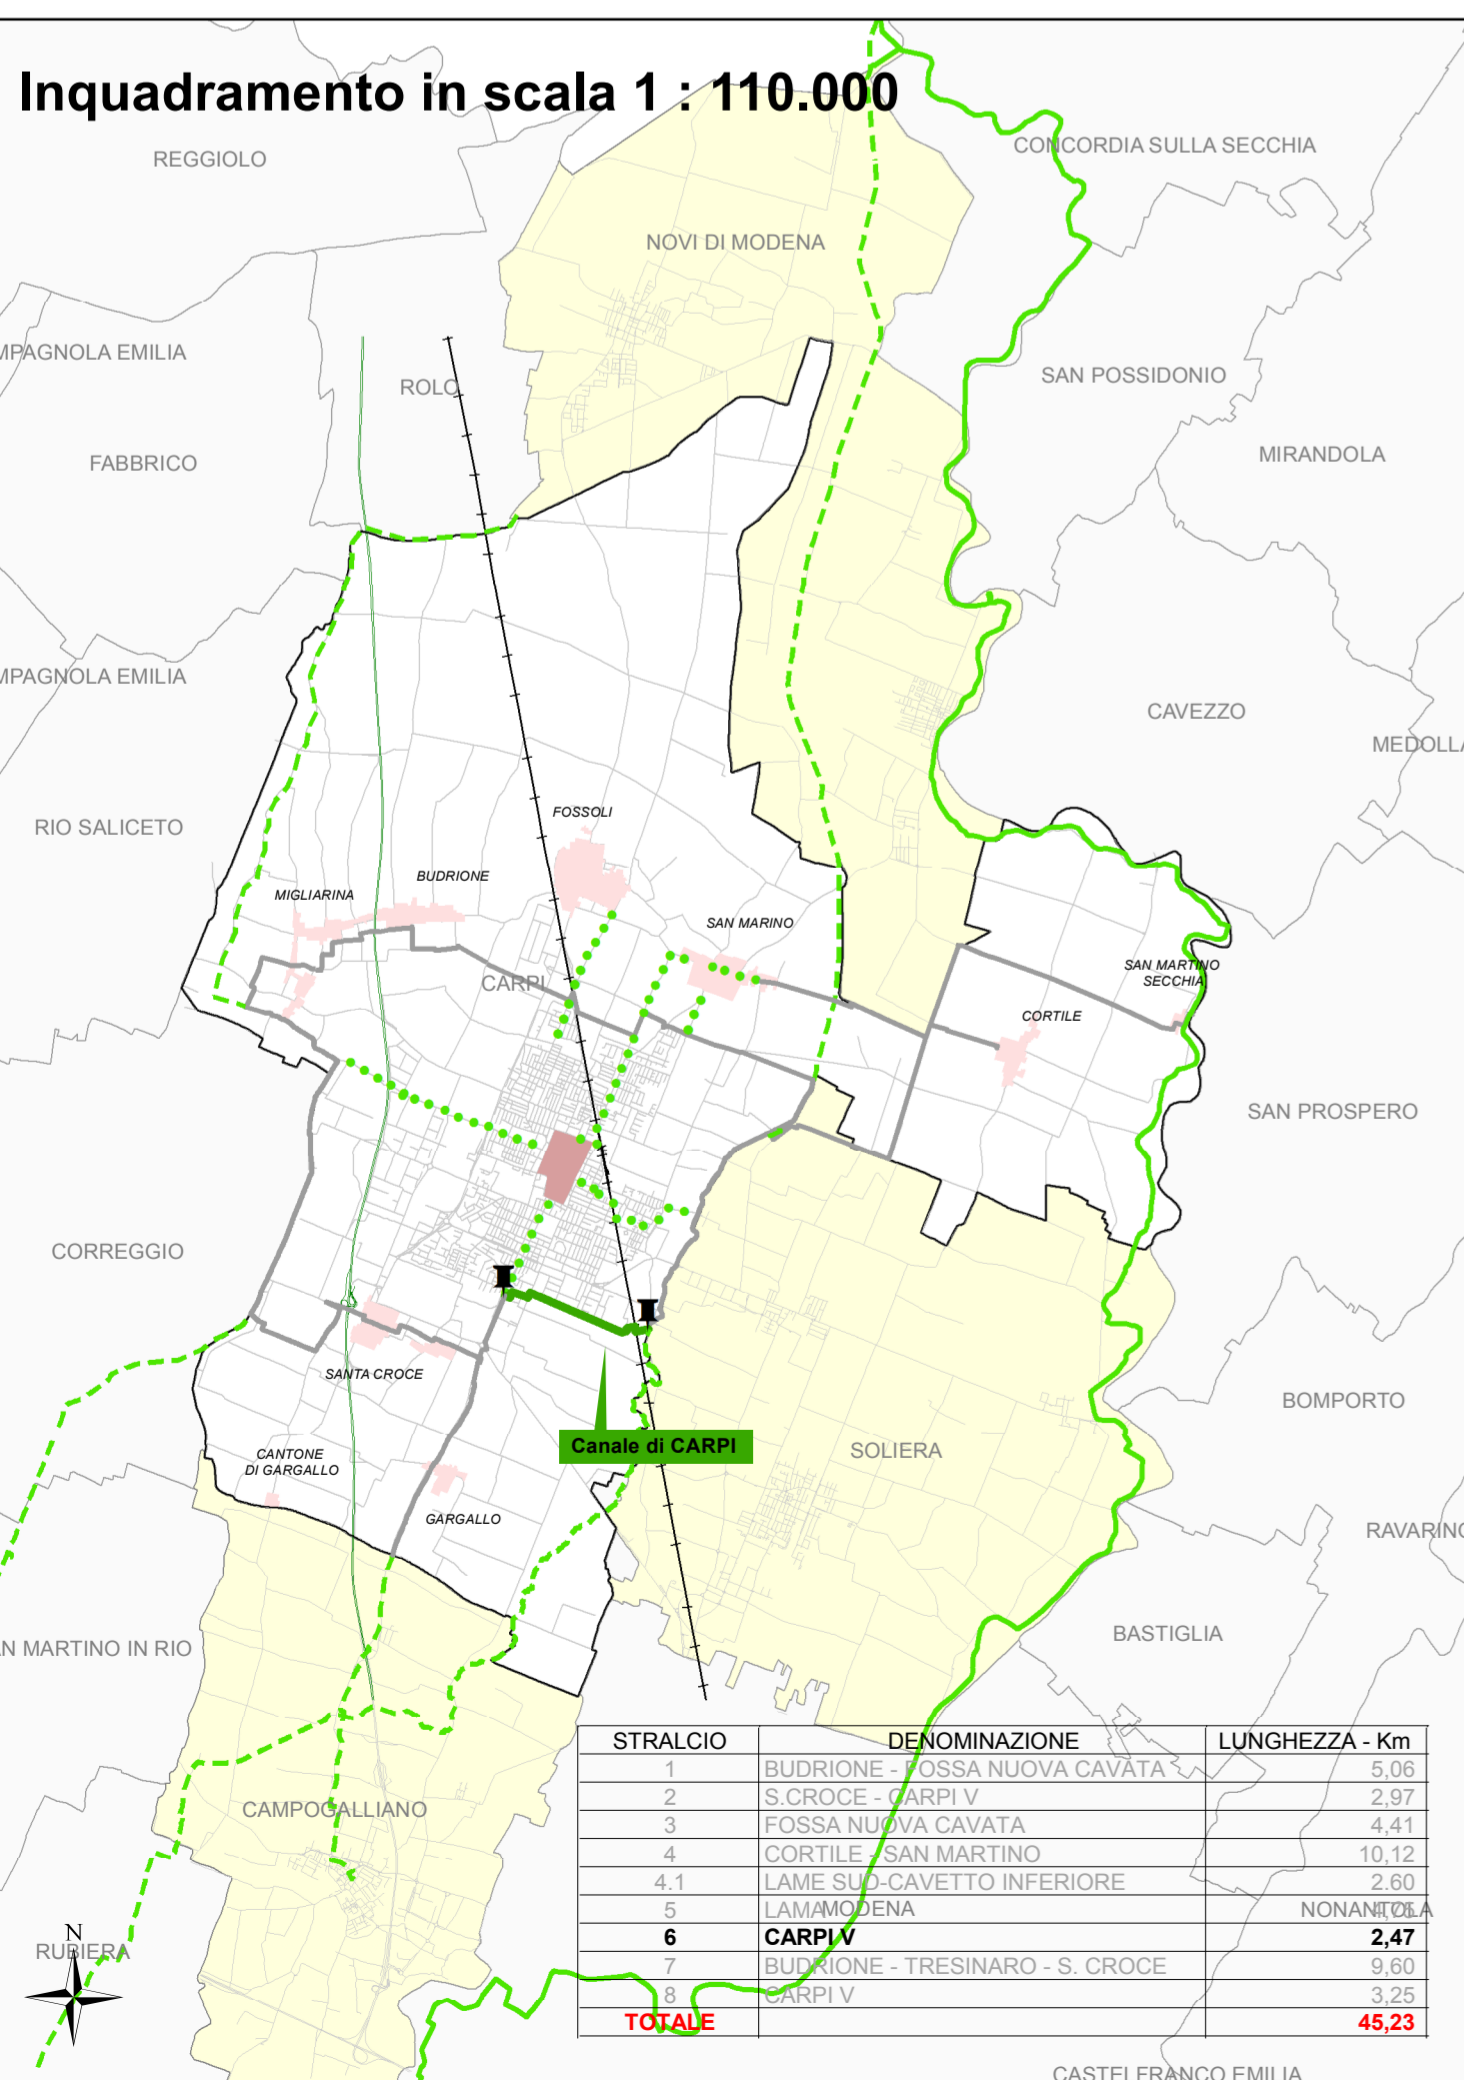 Inquadramento in scala 1 : 110.000
REGGIOLO
CONCORDIA SULLA SECCHIA
NOVI DI MODENA
MPAGNOLA EMILIA
ROLO
SAN POSSIDONIO
FABBRICO
MIRANDOLA
MPAGNOLA EMILIA
CAVEZZO
MEDOLLA
RIO SALICETO
FOSSOLI
BUDRIONE
MIGLIARINA
SAN MARINO
CARPI
SAN MARTINO
SECCHIA
CORTILE
SAN PROSPERO
CORREGGIO
SANTA CROCE
BOMPORTO
Canale di CARPI
SOLIERA
CANTONE
DI GARGALLO
GARGALLO
RAVARINO
BASTIGLIA
AN MARTINO IN RIO
CAMPOGALLIANO
STRALCIO DENOMINAZIONE LUNGHEZZA - Km
1 BUDRIONE - FOSSA NUOVA CAVATA 5,06
2 S.CROCE - CARPI V 2,97
3 FOSSA NUOVA CAVATA 4,41
4 CORTILE - SAN MARTINO 10,12
4.1 LAME SUD-CAVETTO INFERIORE 2.60
5 LAMA MODENA NONANTOLA
6 CARPI V 2,47
7 BUDRIONE - TRESINARO - S. CROCE 9,60
8 CARPI V 3,25
TOTALE 45,23
N
RUBIERA
CASTELFRANCO EMILIA